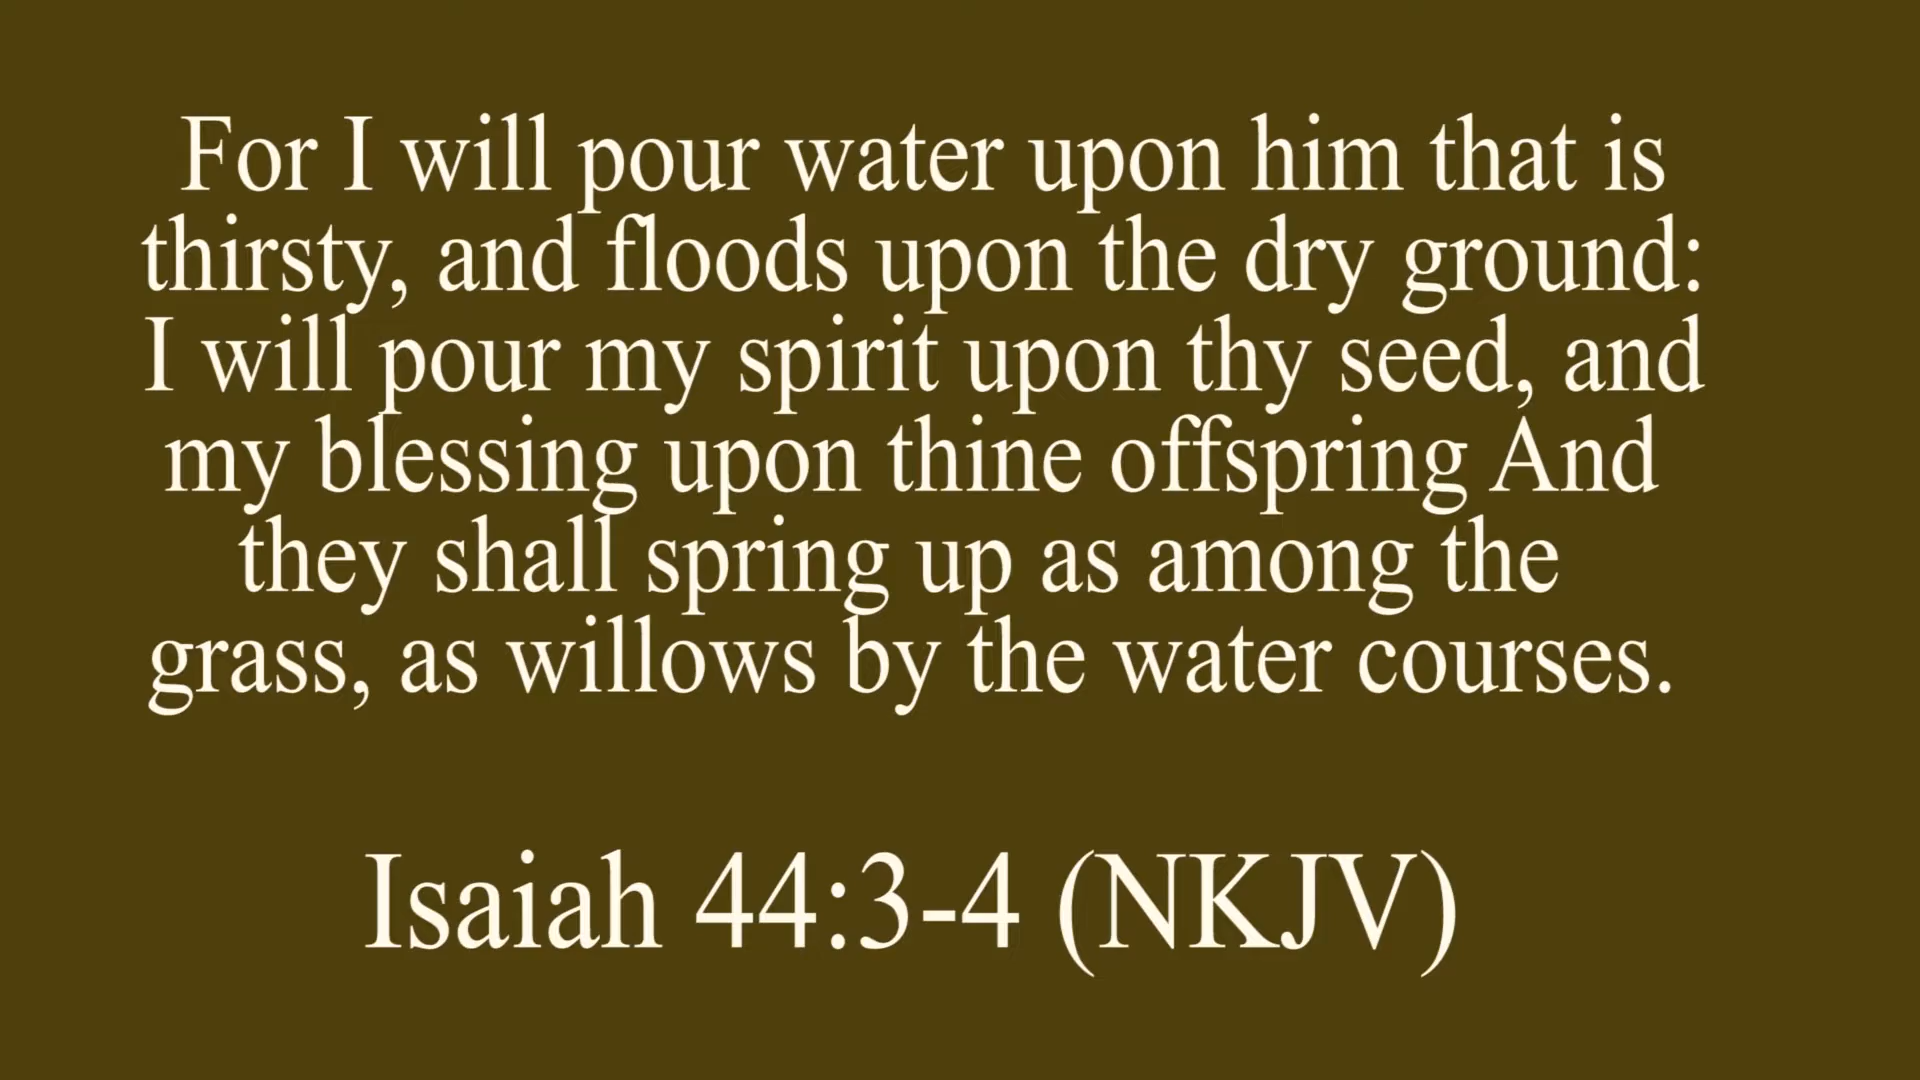 For I will pour water upon him that is
thirsty, and floods upon the dry ground:
I will pour my spirit upon thy seed, and
my blessing upon thine offspring And
they shall spring up as among the
grass, as willows by the water courses.
Isaiah 44:3-4 (NKJV)